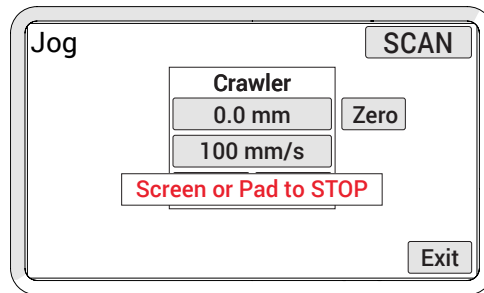 Jog
SCAN
Crawler
0.0 mm
Zero
100 mm/s
Screen or Pad to STOP
Exit